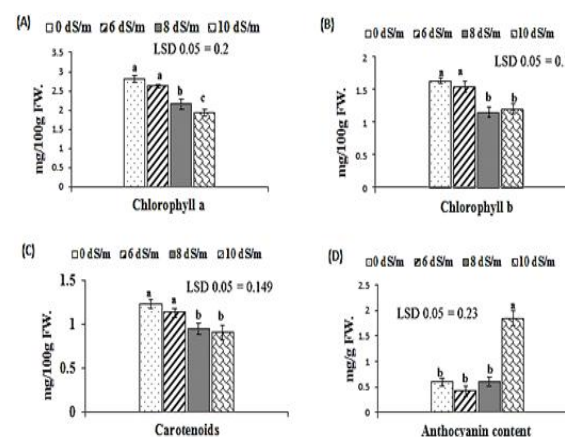 (A)
0 dS/m 6 dS/m 8 dS/m 10 dS/m
LSD 0.05 = 0.2
3
2.5
2
1.5
1
0.5
0
a
a
b
c
mg/100g FW.
Chlorophyll a
(B)
0 dS/m 6 dS/m 8 dS/m 10 dS/m
LSD 0.05 = 0.
2
1.5
1
0.5
0
a
a
b
b
mg/100g FW.
Chlorophyll b
(C)
0 dS/m 6 dS/m 8 dS/m 10 dS/m
LSD 0.05 = 0.149
1.5
1
0.5
0
a
a
b
b
mg/100g FW.
Carotenoids
(D)
0 dS/m 6 dS/m 8 dS/m 10 dS/m
LSD 0.05 = 0.23
2.5
2
1.5
1
0.5
0
b
b
b
a
mg/g FW.
Anthocyanin content